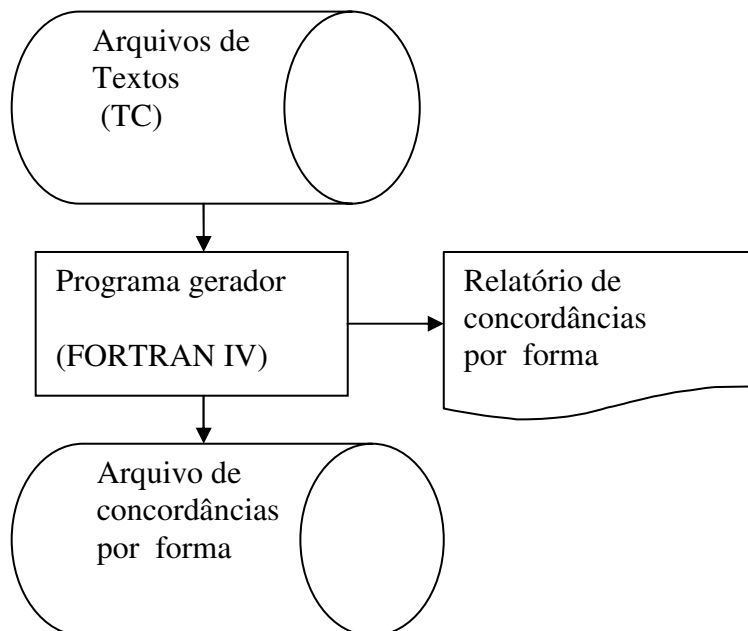 Arquivos de
Textos
(TC)
Programa gerador
(FORTRAN IV)
Relatório de
concordâncias
por forma
Arquivo de
concordâncias
por forma